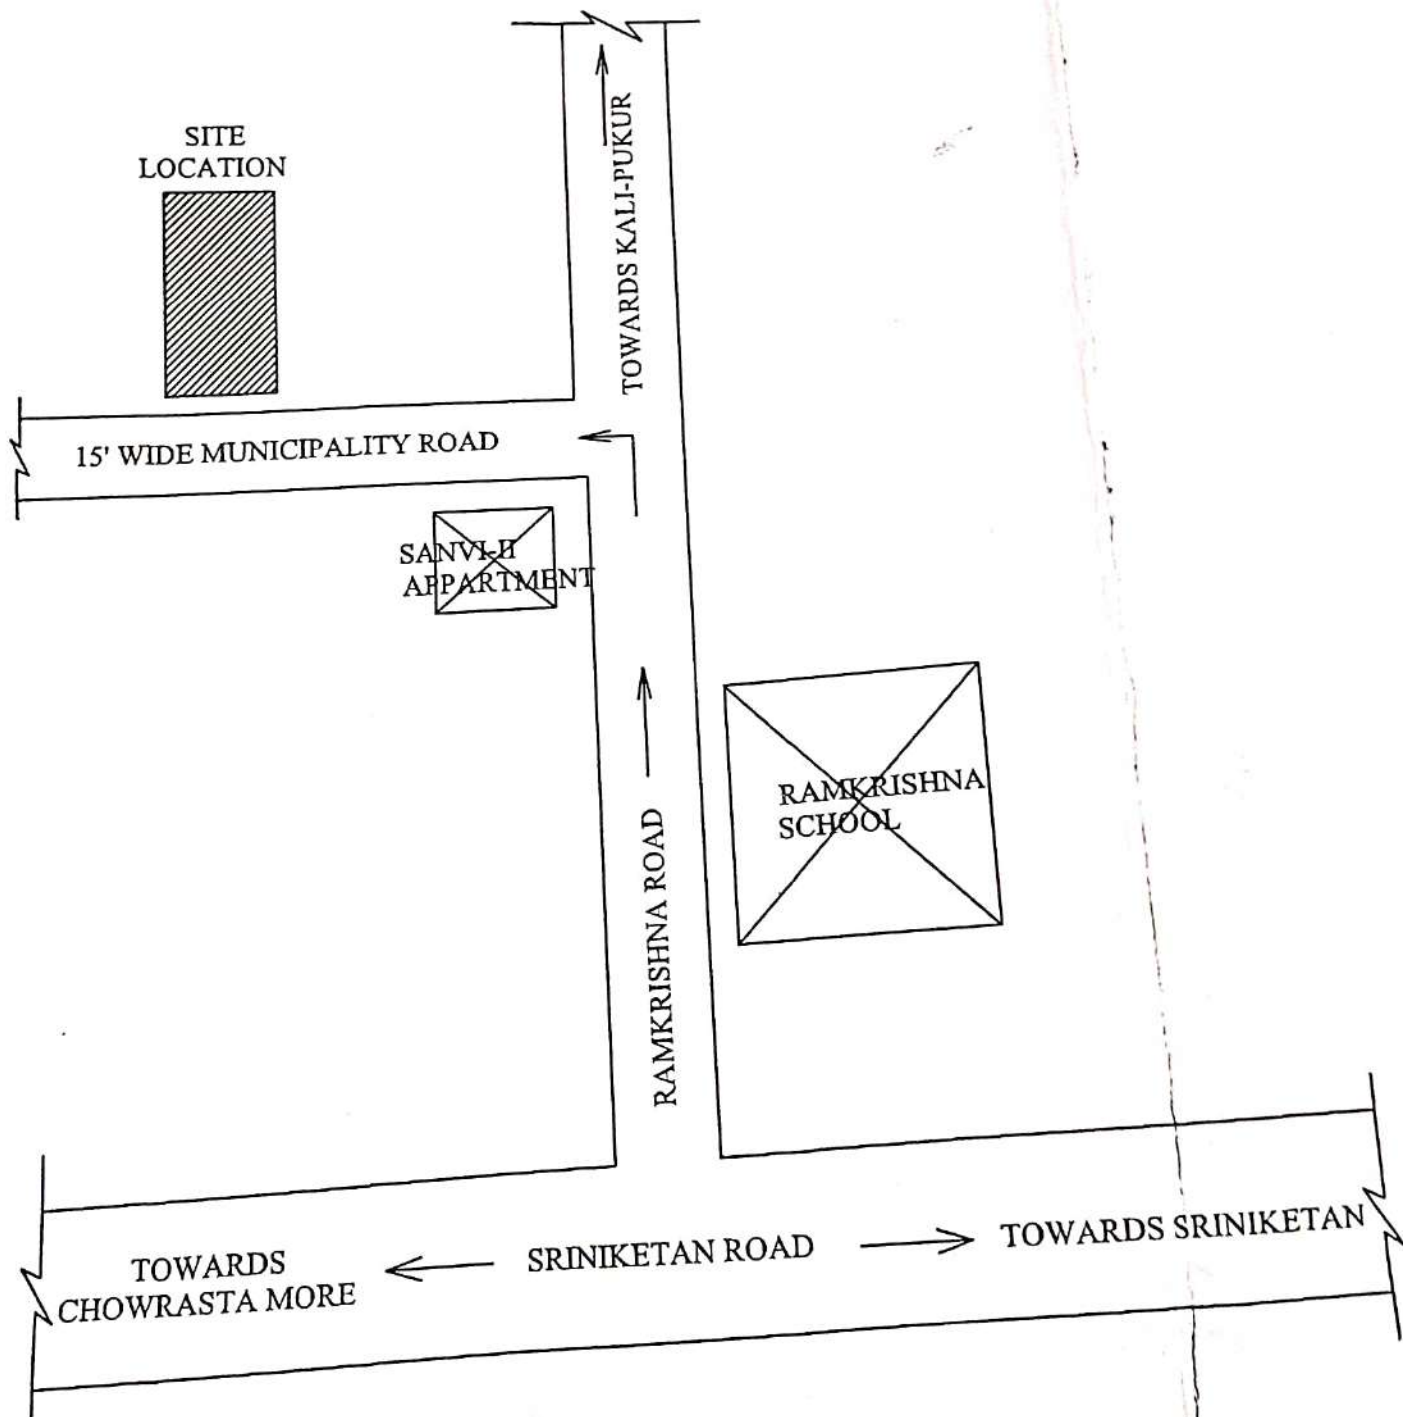 SITE
LOCATION
TOWARDS KALI-PUKUR
15' WIDE MUNICIPALITY ROAD
SANVI-II
APPARTMENT
RAMKRISHNA
SCHOOL
RAMKRISHNA ROAD
TOWARDS
CHOWRASTA MORE
SRINIKETAN ROAD
TOWARDS SRINIKETAN